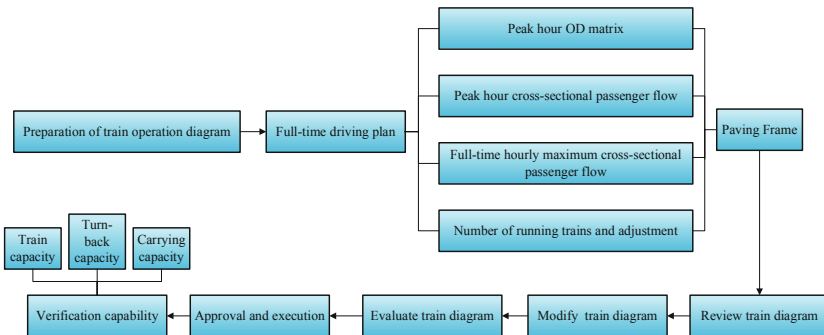 Peak hour OD matrix
Peak hour cross-sectional passenger flow
Preparation of train operation diagram
Full-time driving plan
Paving Frame
Full-time hourly maximum cross-sectional
passenger flow
Number of running trains and adjustment
Train
capacity
Turn-
back
capacity
Carrying
capacity
Verification capability
Approval and execution
Evaluate train diagram
Modify train diagram
Review train diagram